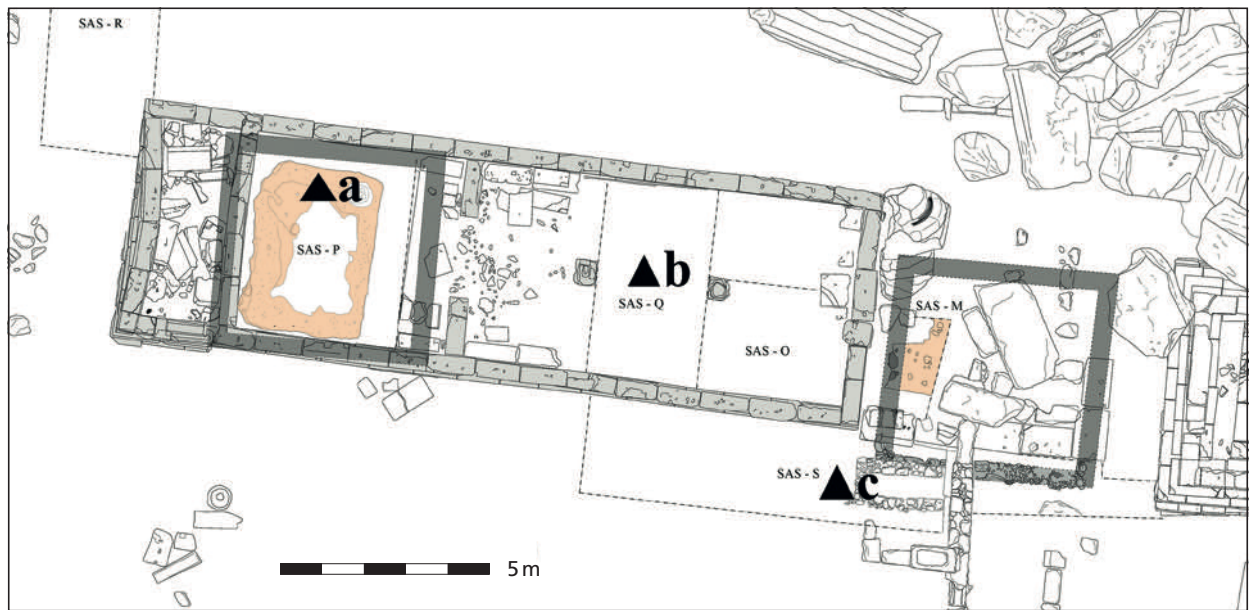 SAS - R
a
SAS - P
b
SAS - Q
SAS - M
SAS - O
SAS - S
c
5 m